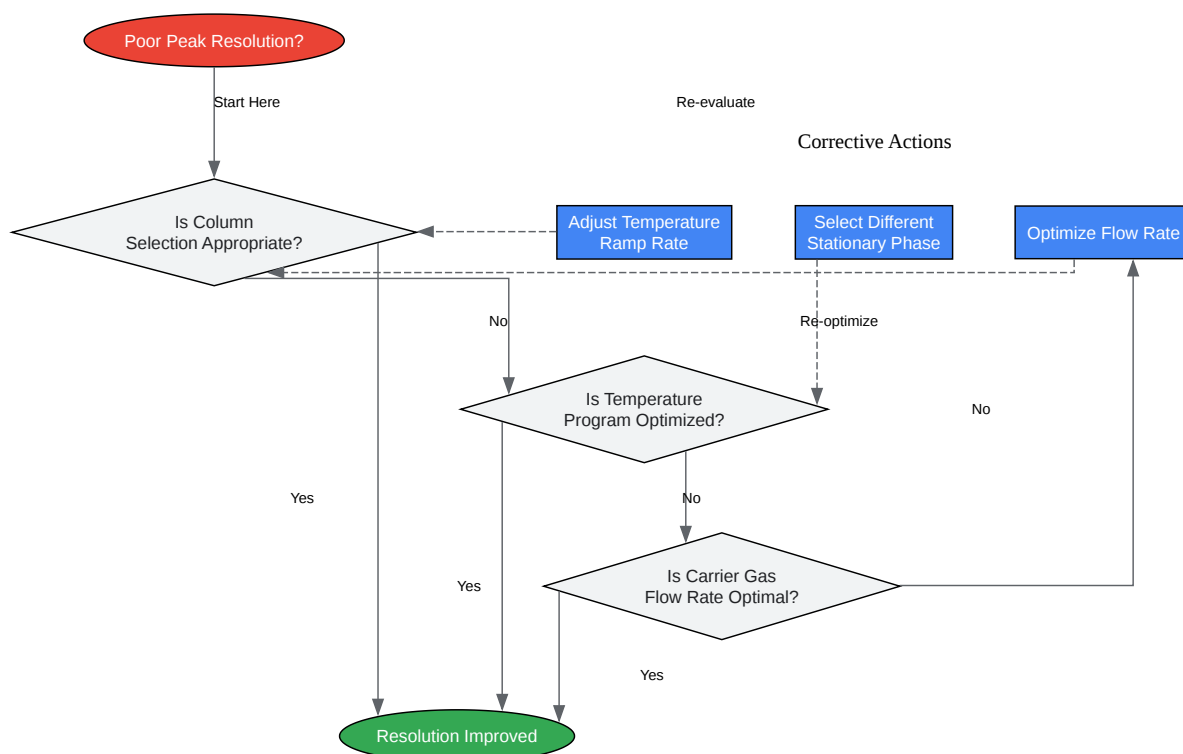 Poor Peak Resolution?
Start Here
Re-evaluate
Corrective Actions
Is Column
Selection Appropriate?
Adjust Temperature
Ramp Rate
Select Different
Stationary Phase
Optimize Flow Rate
No
Re-optimize
Is Temperature
Program Optimized?
No
Yes
No
Is Carrier Gas
Flow Rate Optimal?
Yes
Yes
Resolution Improved